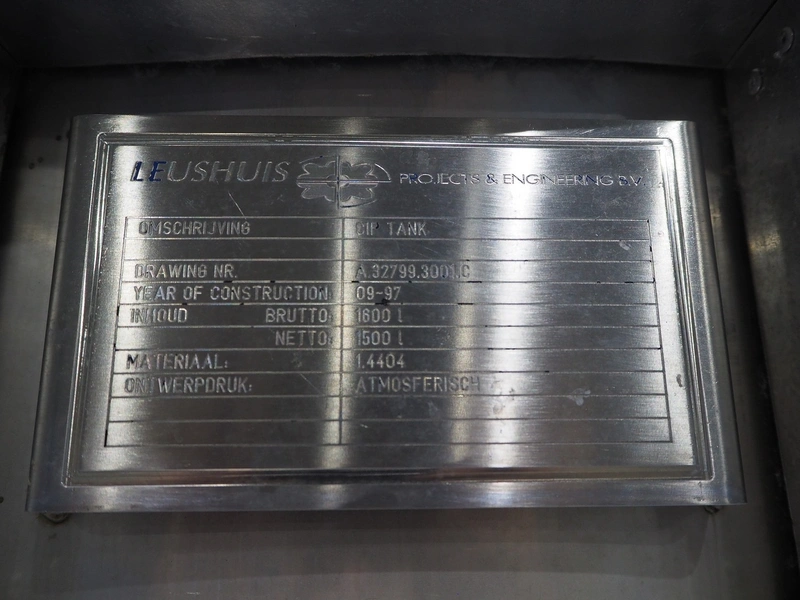 LEUSHUIS PROJECTS & ENGINEERING B.V.
OMSCHRIJVING CIP TANK
DRAWING NR. A.32799.3001.C
YEAR OF CONSTRUCTION: 09-97
INHOUD BRUTTO: 1600 l
NETTO: 1500 l
MATERIAAL: 1.4404
ONTWERPDRUK: ATMOSFERISCH